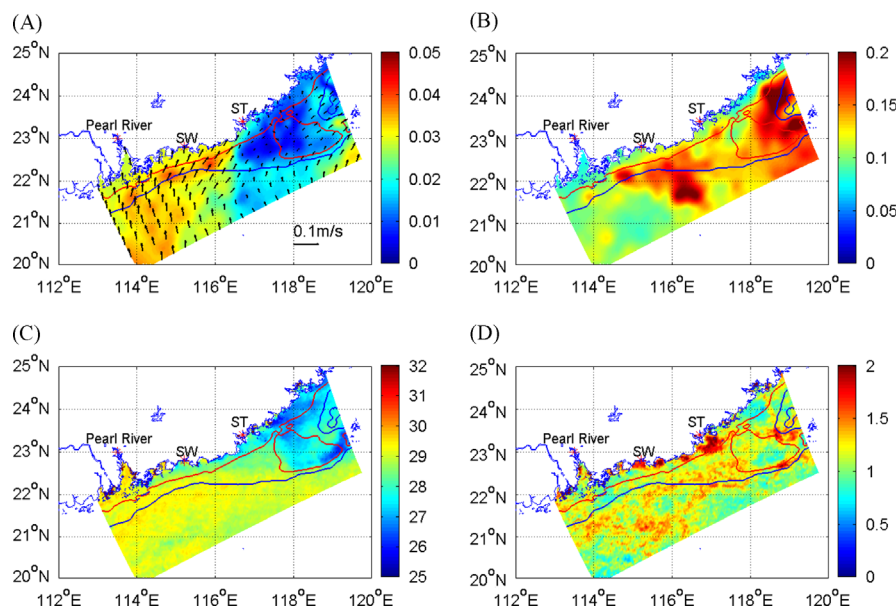 (A)
25°N
24°N
23°N
22°N
21°N
20°N
112°E
114°E
116°E
118°E
120°E
Pearl River
SW
ST
0.1m/s
0.05
0.04
0.03
0.02
0.01
0
(B)
25°N
24°N
23°N
22°N
21°N
20°N
112°E
114°E
116°E
118°E
120°E
Pearl River
SW
ST
0.2
0.15
0.1
0.05
0
(C)
25°N
24°N
23°N
22°N
21°N
20°N
112°E
114°E
116°E
118°E
120°E
Pearl River
SW
ST
32
31
30
29
28
27
26
25
(D)
25°N
24°N
23°N
22°N
21°N
20°N
112°E
114°E
116°E
118°E
120°E
Pearl River
SW
ST
2
1.5
1
0.5
0